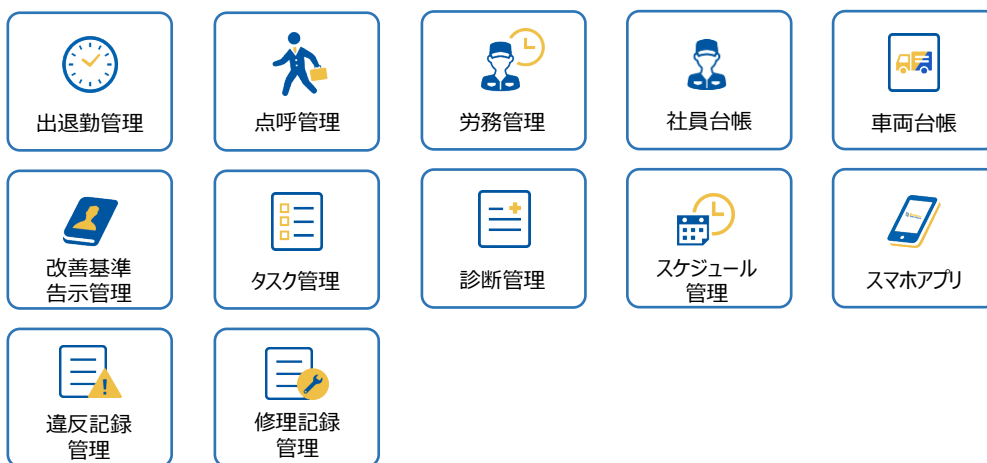 出退勤管理
点呼管理
労務管理
社員台帳
車両台帳
改善基準
告示管理
タスク管理
診断管理
スケジュール
管理
スマホアプリ
違反記録
管理
修理記録
管理